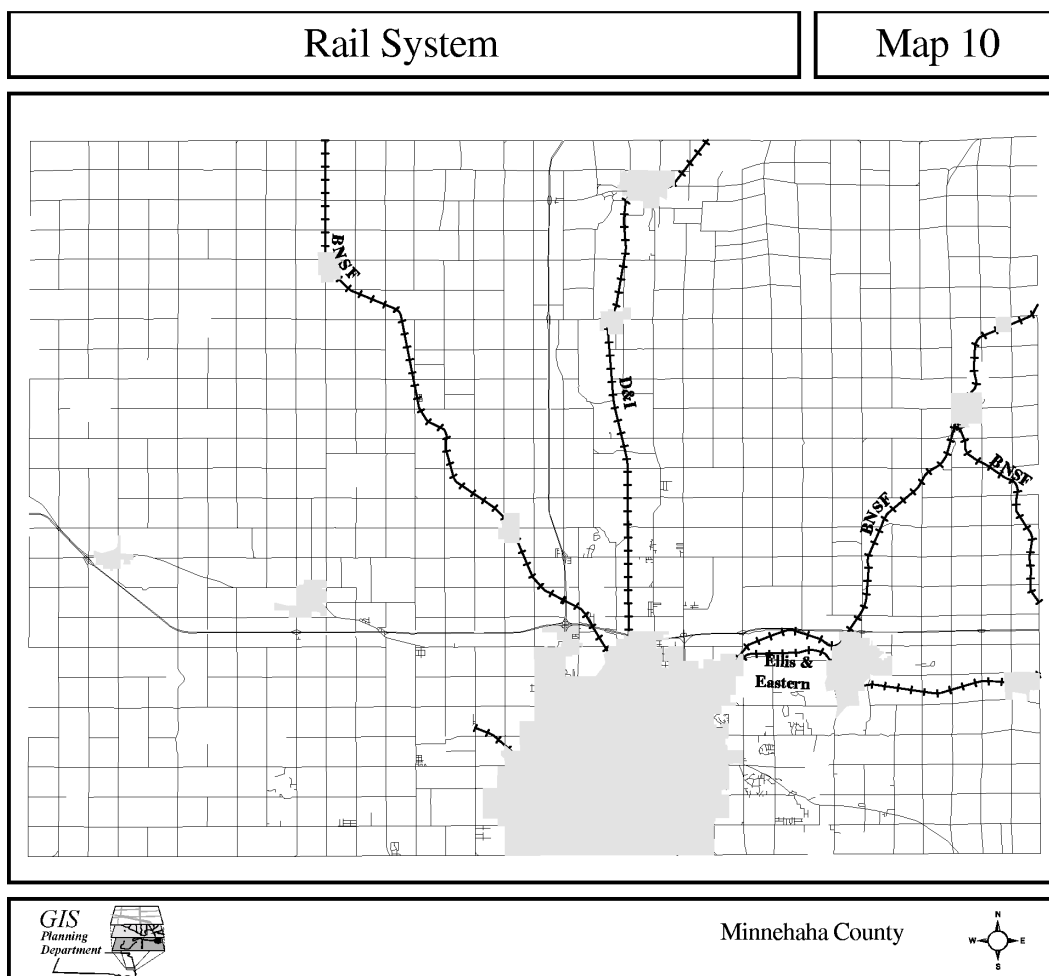 Rail System
Map 10
BNSF
D&I
BNSF
BNSF
Ellis &
Eastern
GIS
Planning
Department
Minnehaha County
N
W
E
S